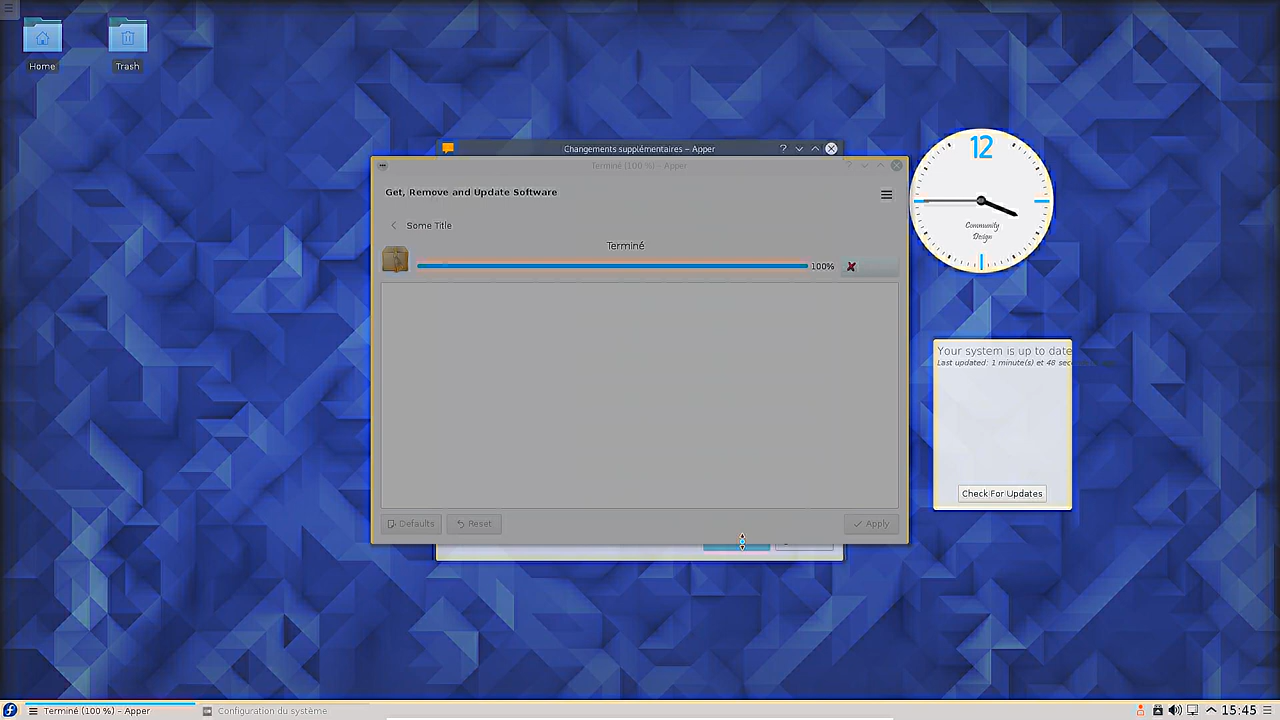 Home
Trash
Changements supplémentaires – Apper
Terminé (100 %) – Apper
Get, Remove and Update Software
Some Title
Terminé
100%
Defaults
Reset
Apply
12
Community
Design
Your system is up to date
Last updated: 1 minute(s) et 48 sec
Check For Updates
Terminé (100 %) – Apper
Configuration du système
15:45